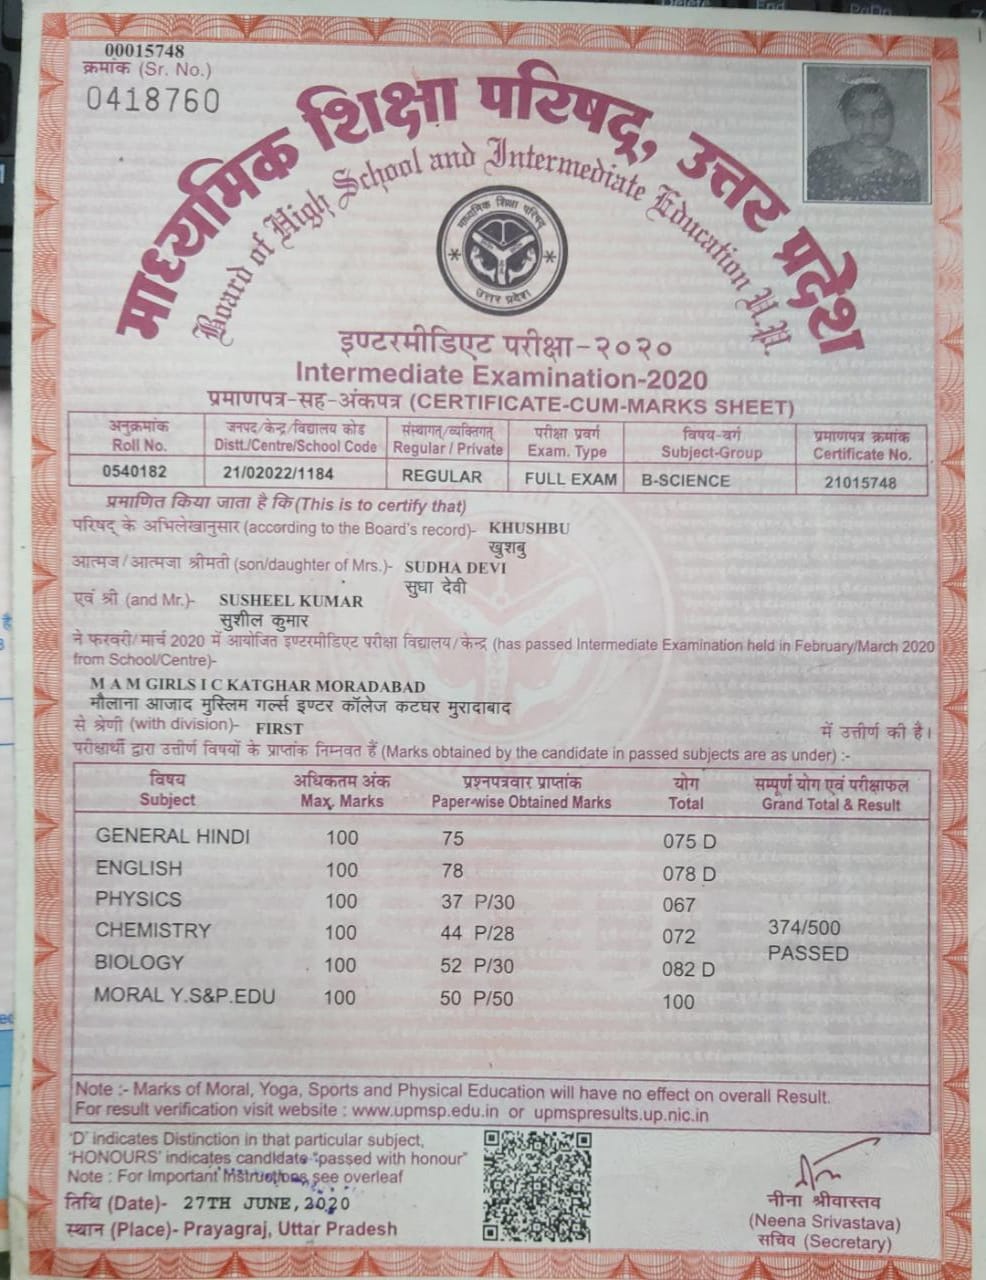 00015748
क्रमांक (Sr. No.)
0418760
माध्यमिक शिक्षा परिषद्, उत्तर प्रदेश
Board of High School and Intermediate Education U.P.
माध्यमिक शिक्षा परिषद्
उत्तर प्रदेश
इण्टरमीडिएट परीक्षा-२०२०
Intermediate Examination-2020
प्रमाणपत्र-सह-अंकपत्र (CERTIFICATE-CUM-MARKS SHEET)
अनुक्रमांक जनपद/केन्द्र/विद्यालय कोड संस्थागत्/व्यक्तिगत् परीक्षा प्रवर्ग विषय-वर्ग प्रमाणपत्र क्रमांक
Roll No. Distt./Centre/School Code Regular / Private Exam. Type Subject-Group Certificate No.
0540182 21/02022/1184 REGULAR FULL EXAM B-SCIENCE 21015748
प्रमाणित किया जाता है कि (This is to certify that)
परिषद् के अभिलेखानुसार (according to the Board's record)- KHUSHBU
खुशबु
आत्मज/आत्मजा श्रीमती (son/daughter of Mrs.)- SUDHA DEVI
सुधा देवी
एवं श्री (and Mr.)- SUSHEEL KUMAR
सुशील कुमार
ने फरवरी/मार्च 2020 में आयोजित इण्टरमीडिएट परीक्षा विद्यालय/केन्द्र (has passed Intermediate Examination held in February/March 2020
from School/Centre)-
M A M GIRLS I C KATGHAR MORADABAD
मौलाना आजाद मुस्लिम गर्ल्स इण्टर कॉलेज कटघर मुरादाबाद
से श्रेणी (with division)- FIRST में उत्तीर्ण की है।
परीक्षार्थी द्वारा उत्तीर्ण विषयों के प्राप्तांक निम्नवत हैं (Marks obtained by the candidate in passed subjects are as under) :-
विषय अधिकतम अंक प्रश्नपत्रवार प्राप्तांक योग सम्पूर्ण योग एवं परीक्षाफल
Subject Max. Marks Paper-wise Obtained Marks Total Grand Total & Result
GENERAL HINDI 100 75 075 D
ENGLISH 100 78 078 D
PHYSICS 100 37 P/30 067
CHEMISTRY 100 44 P/28 072 374/500
PASSED
BIOLOGY 100 52 P/30 082 D
MORAL Y.S&P.EDU 100 50 P/50 100
Note :- Marks of Moral, Yoga, Sports and Physical Education will have no effect on overall Result.
For result verification visit website : www.upmsp.edu.in or upmspresults.up.nic.in
'D' indicates Distinction in that particular subject,
'HONOURS' indicates candidate "passed with honour"
Note : For Important Instructions see overleaf
तिथि (Date)- 27TH JUNE, 2020
स्थान (Place)- Prayagraj, Uttar Pradesh
नीना श्रीवास्तव
(Neena Srivastava)
सचिव (Secretary)